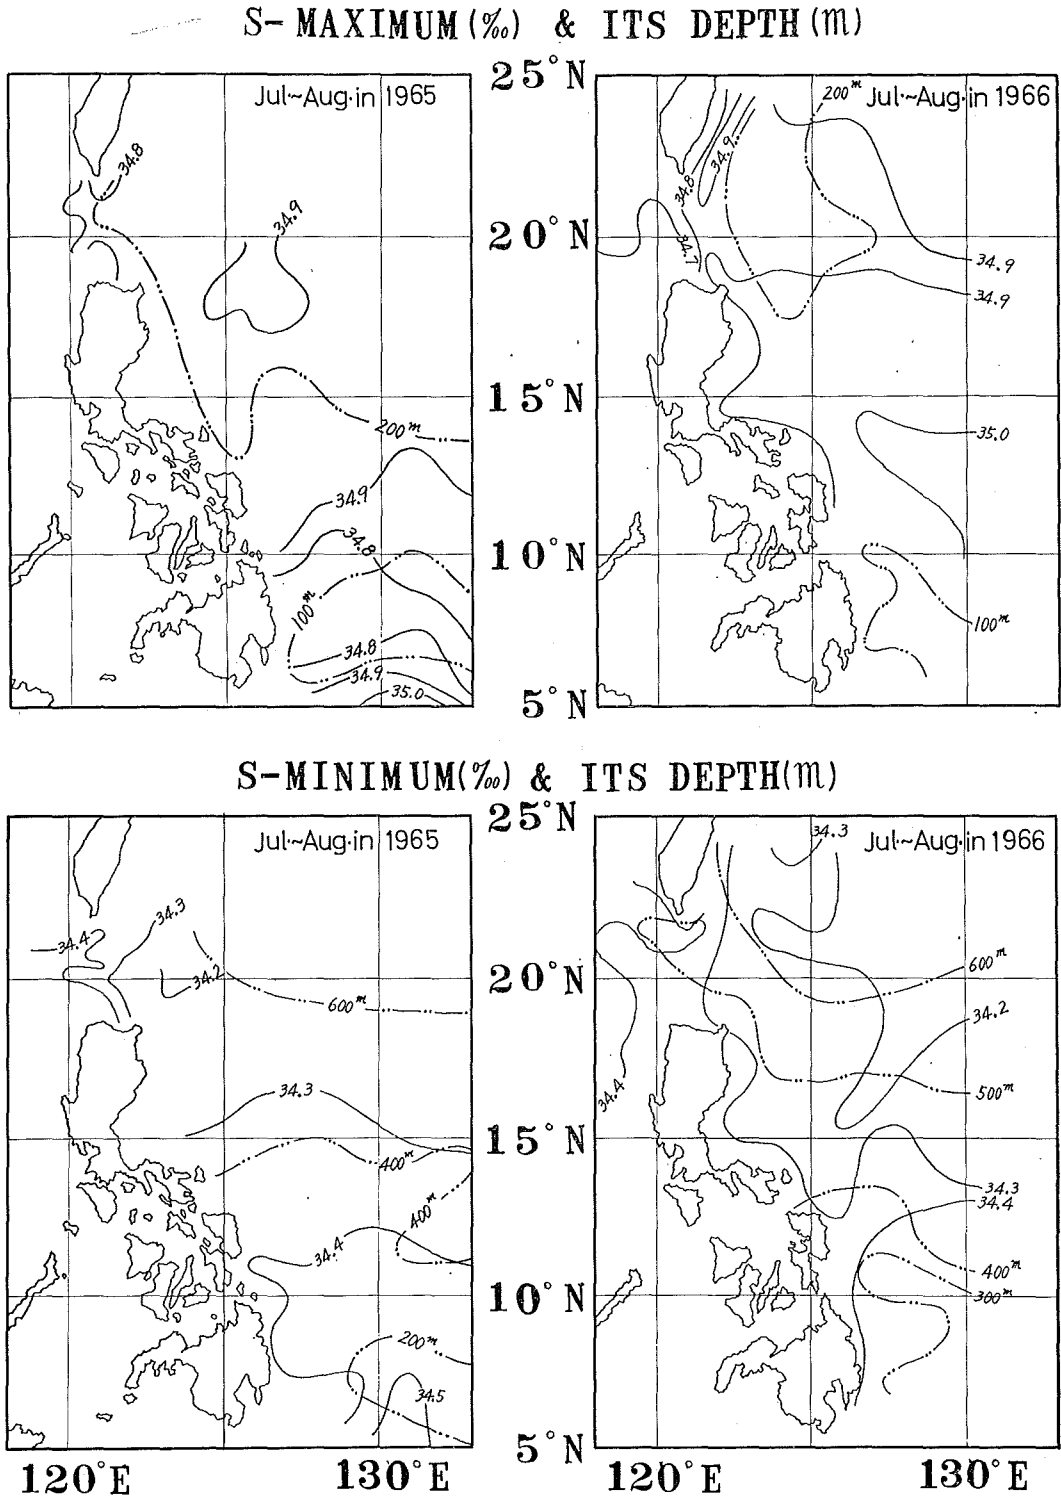 S-MAXIMUM(‰) & ITS DEPTH(m)
25°N
Jul~Aug·in 1965
200m Jul~Aug·in 1966
34.8
34.9
34.9
34.8
20°N
34.7
34.9
34.9
34.9
15°N
200m
35.0
34.9
34.8
10°N
100m
100m
34.8
34.9
35.0
5°N
S-MINIMUM(‰) & ITS DEPTH(m)
25°N
Jul~Aug·in 1965
34.3
Jul~Aug·in 1966
34.3
34.4
34.2
20°N
600m
600m
34.2
34.3
34.4
500m
15°N
400m
34.3
34.4
400m
34.4
400m
10°N
300m
200m
34.5
5°N
120°E 130°E 120°E 130°E